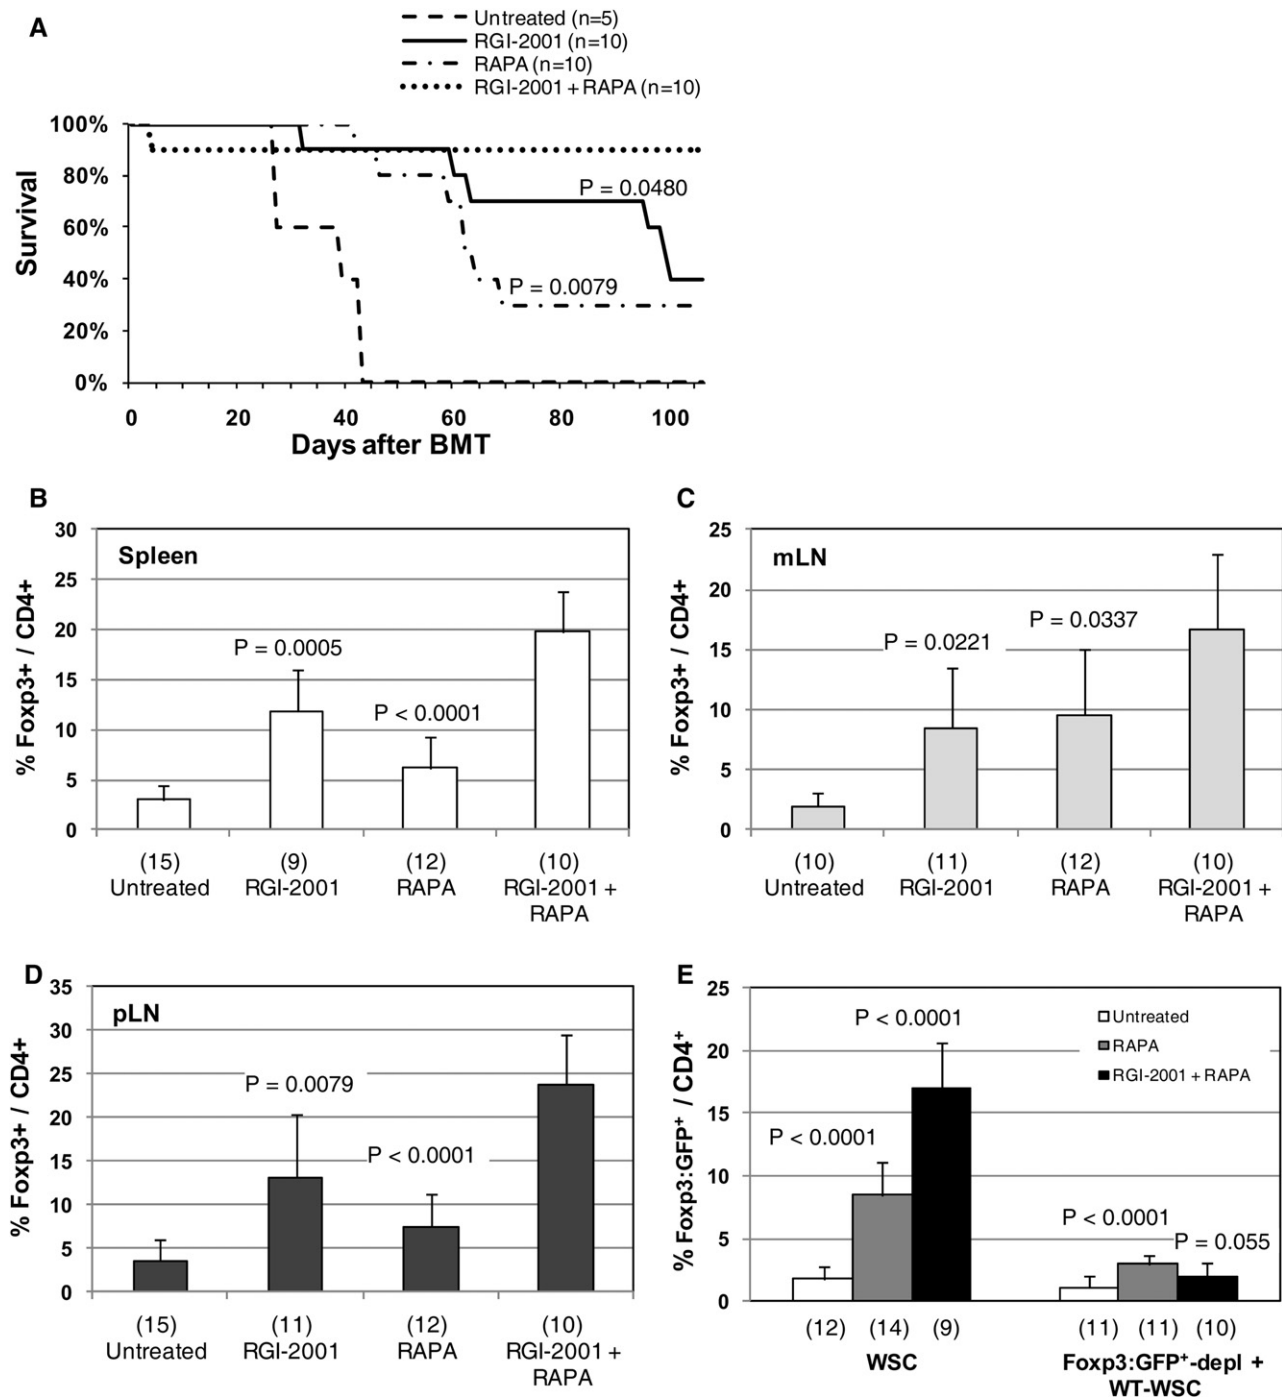 A
Untreated (n=5)
RGI-2001 (n=10)
RAPA (n=10)
RGI-2001 + RAPA (n=10)
100%
80%
60%
40%
20%
0%
Survival
P = 0.0480
P = 0.0079
0 20 40 60 80 100
Days after BMT
B
30
25
20
15
10
5
0
% Foxp3+ / CD4+
Spleen
P = 0.0005
P < 0.0001
(15) (9) (12) (10)
Untreated RGI-2001 RAPA RGI-2001 +
RAPA
C
25
20
15
10
5
0
% Foxp3+ / CD4+
mLN
P = 0.0221
P = 0.0337
(10) (11) (12) (10)
Untreated RGI-2001 RAPA RGI-2001 +
RAPA
D
35
30
25
20
15
10
5
0
% Foxp3+ / CD4+
pLN
P = 0.0079
P < 0.0001
(15) (11) (12) (10)
Untreated RGI-2001 RAPA RGI-2001 +
RAPA
E
25
20
15
10
5
0
% Foxp3:GFP⁺ / CD4⁺
P < 0.0001
P < 0.0001
Untreated
RAPA
RGI-2001 + RAPA
P < 0.0001
P = 0.055
(12) (14) (9) (11) (11) (10)
WSC Foxp3:GFP⁺-depl +
WT-WSC